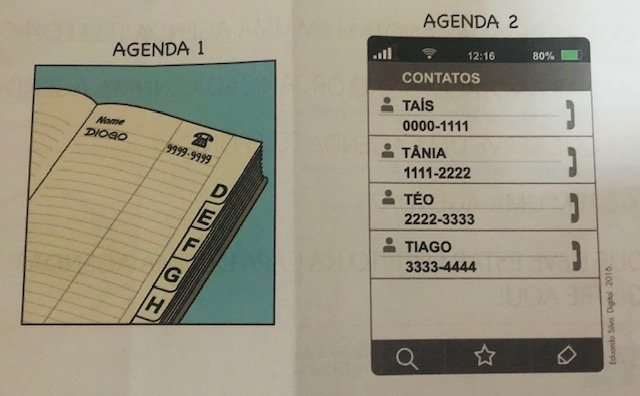 AGENDA 1
Nome
DIOGO
9999-9999
D
E
F
G
H
AGENDA 2
12:16
80%
CONTATOS
TAÍS
0000-1111
TÂNIA
1111-2222
TÉO
2222-3333
TIAGO
3333-4444
Eduardo Silva. Digital. 2016.